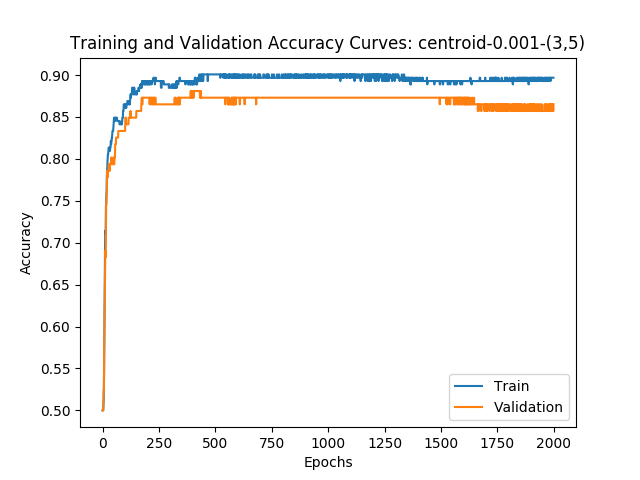 Training and Validation Accuracy Curves: centroid-0.001-(3,5)
0.90
0.85
0.80
0.75
0.70
0.65
0.60
0.55
0.50
Accuracy
Train
Validation
0 250 500 750 1000 1250 1500 1750 2000
Epochs